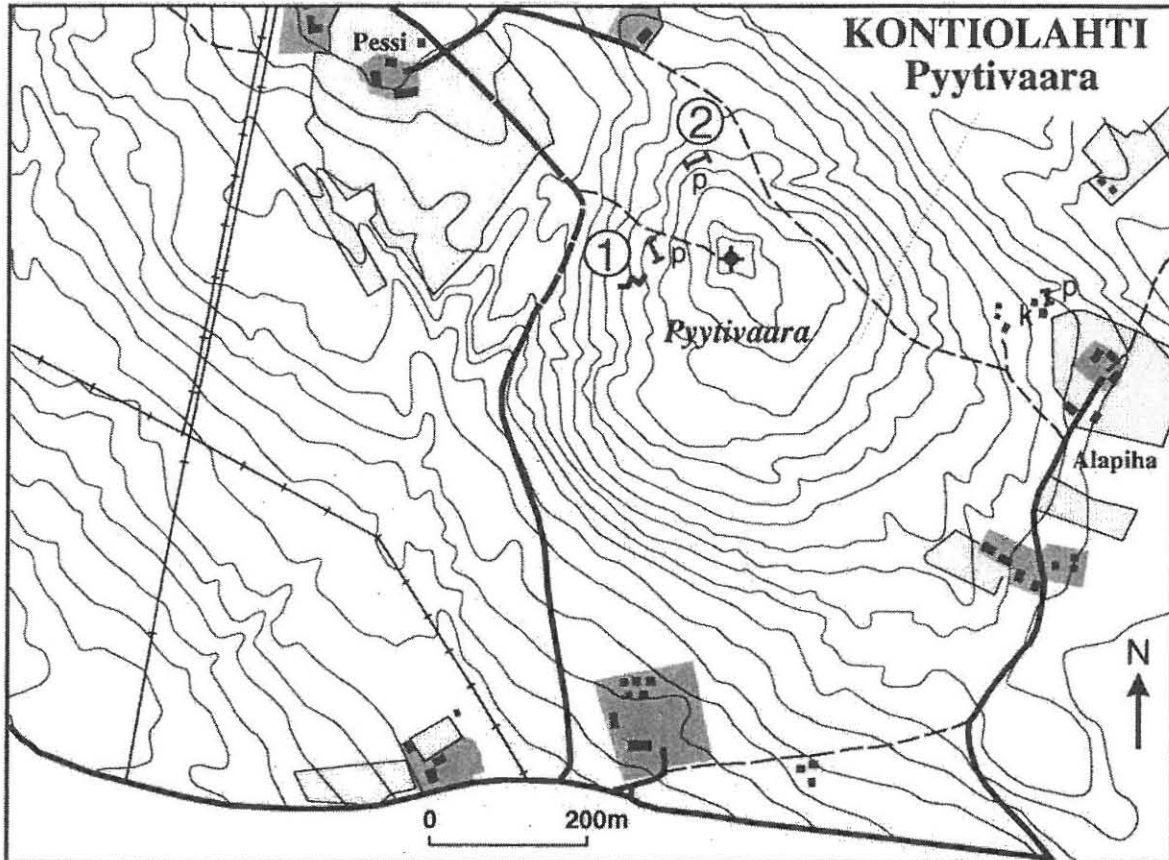 KONTIOLAHTI
Pyytivaara
Pessi
2
p
1
p
p
k
Pyytivaara
Alapiha
N
0 200m